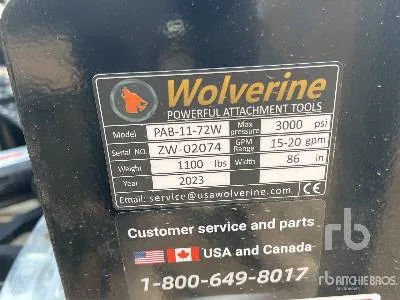 Wolverine
POWERFUL ATTACHMENT TOOLS
Model PAB-11-72W Max pressure 3000 psi
Serial NO. ZW-02074 GPM Range 15-20 gpm
Weight 1100 lbs Width 86 in
Year 2023
Email: service@usawolverine.com CE
Customer service and parts
USA and Canada
1-800-649-8017
rb
RITCHIE BROS.
Auctioneers